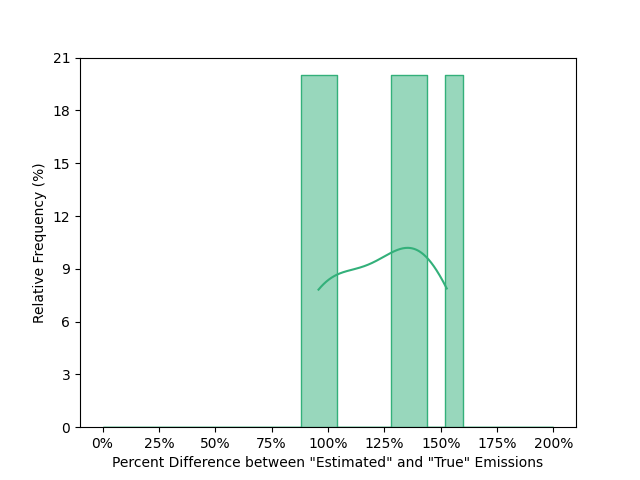 21
18
15
12
9
6
3
0
Relative Frequency (%)
0% 25% 50% 75% 100% 125% 150% 175% 200%
Percent Difference between "Estimated" and "True" Emissions